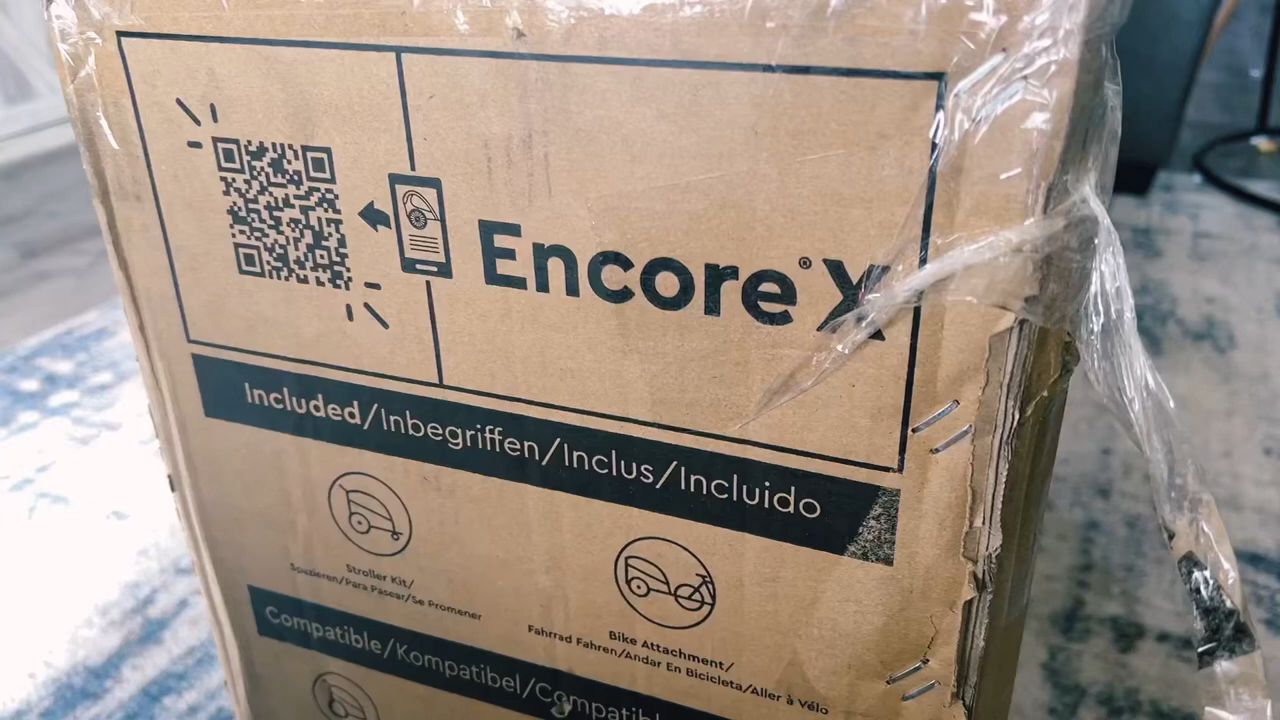 Encore® X
Included/Inbegriffen/Inclus/Incluido
Stroller Kit/
Spazieren/Para Pasear/Se Promener
Bike Attachment/
Fahrrad Fahren/Andar En Bicicleta/Aller à Vélo
Compatible/Kompatibel/Compatibl